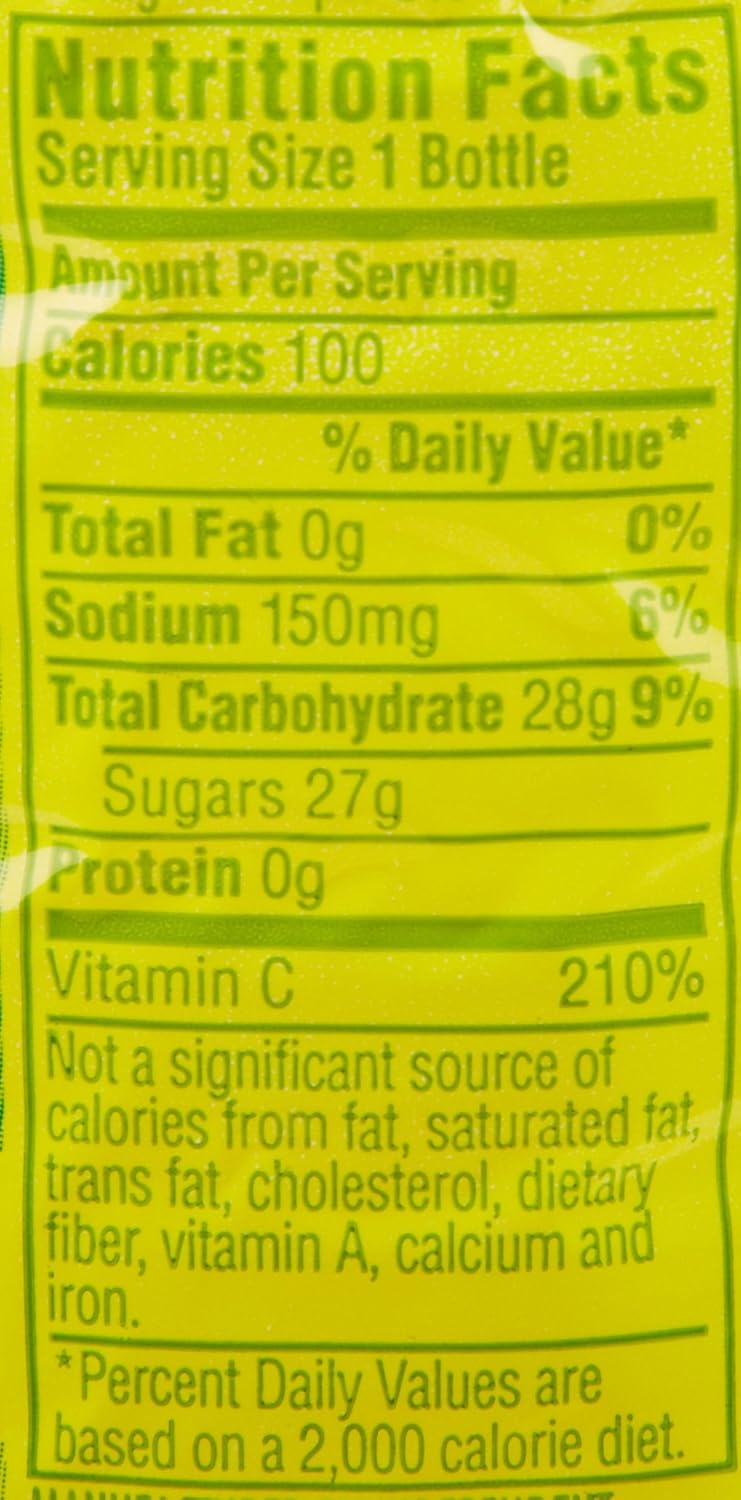 Nutrition Facts
Serving Size 1 Bottle
Amount Per Serving
Calories 100
% Daily Value*
Total Fat 0g 0%
Sodium 150mg 6%
Total Carbohydrate 28g 9%
Sugars 27g
Protein 0g
Vitamin C 210%
Not a significant source of
calories from fat, saturated fat,
trans fat, cholesterol, dietary
fiber, vitamin A, calcium and
iron.
*Percent Daily Values are
based on a 2,000 calorie diet.